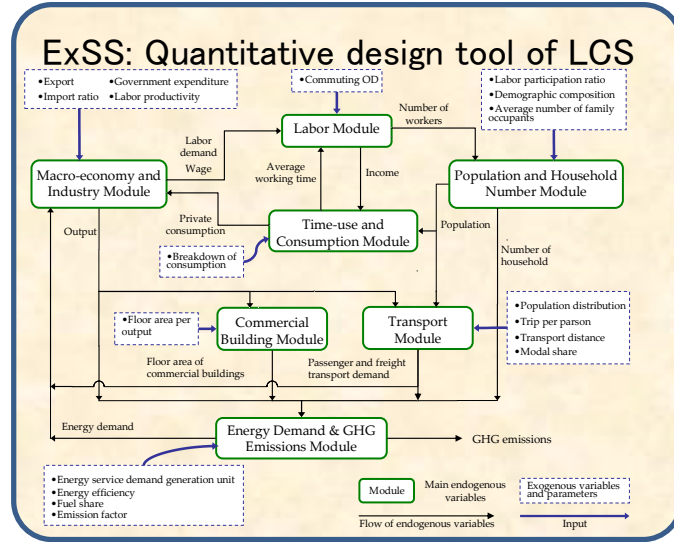 ExSS: Quantitative design tool of LCS
•Export
•Government expenditure
•Import ratio
•Labor productivity
•Commuting OD
•Labor participation ratio
•Demographic composition
•Average number of family
occupants
Number of
workers
Labor Module
Labor
demand
Wage
Average
working time
Income
Macro-economy and
Industry Module
Population and Household
Number Module
Private
consumption
Time-use and
Consumption Module
Population
Output
Number of
household
•Breakdown of
consumption
•Floor area per
output
Commercial
Building Module
Transport
Module
•Population distribution
•Trip per parson
•Transport distance
•Modal share
Floor area of
commercial buildings
Passenger and freight
transport demand
Energy demand
Energy Demand & GHG
Emissions Module
GHG emissions
•Energy service demand generation unit
•Energy efficiency
•Fuel share
•Emission factor
Module
Main endogenous
variables
Exogenous variables
and parameters
Flow of endogenous variables
Input